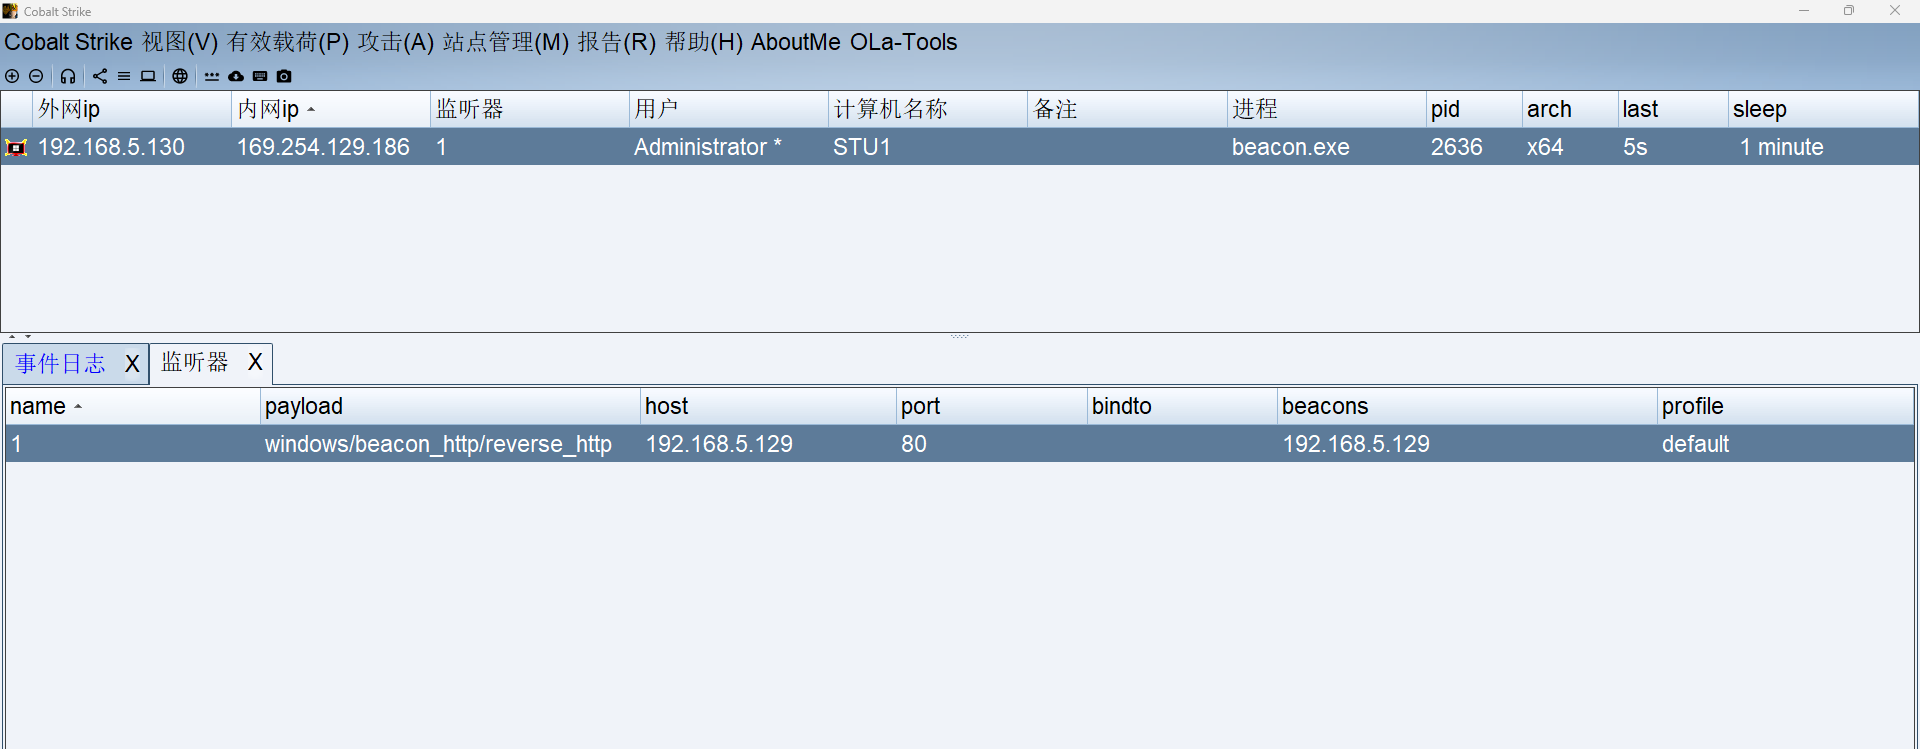 Cobalt Strike
Cobalt Strike 视图(V) 有效载荷(P) 攻击(A) 站点管理(M) 报告(R) 帮助(H) AboutMe OLa-Tools
外网ip 内网ip 监听器 用户 计算机名称 备注 进程 pid arch last sleep
192.168.5.130 169.254.129.186 1 Administrator * STU1 beacon.exe 2636 x64 5s 1 minute
事件日志 X 监听器 X
name payload host port bindto beacons profile
1 windows/beacon_http/reverse_http 192.168.5.129 80 192.168.5.129 default